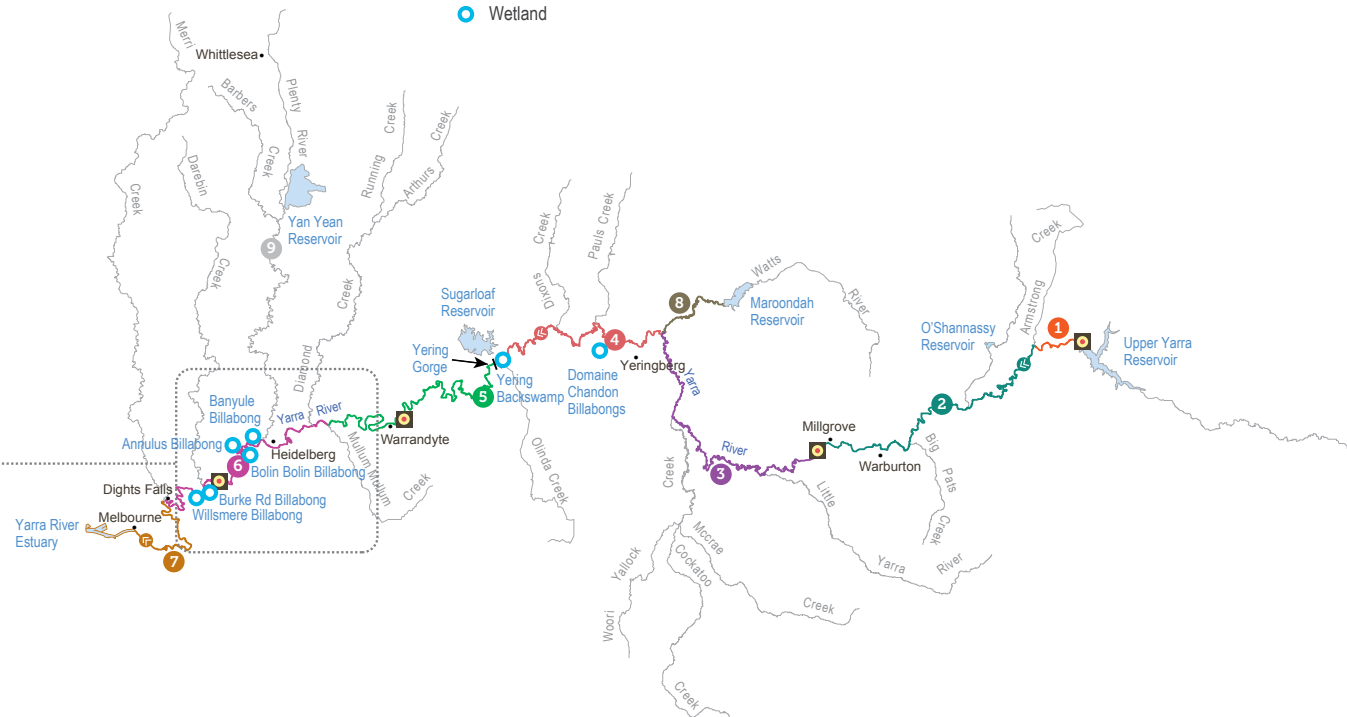 Wetland
Merri
Whittlesea
Barbers
Plenty
River
Creek
Running
Creek
Arthurs
Creek
Darebin
Creek
Creek
Yan Yean
Reservoir
9
Creek
Diamond
Sugarloaf
Reservoir
Dixons
Creek
Pauls Creek
Watts
River
8
Maroondah
Reservoir
Creek
Armstrong
O'Shannassy
Reservoir
1
Upper Yarra
Reservoir
Yering
Gorge
4
Yeringberg
Yering
Backswamp
Domaine
Chandon
Billabongs
5
Yarra
River
2
Banyule
Billabong
Yarra River
Annulus Billabong
Heidelberg
Warrandyte
6
Bolin Bolin Billabong
Mullum Mullum
Creek
Olinda Creek
Millgrove
Warburton
3
Big
Pats
Creek
Dights Falls
Burke Rd Billabong
Willsmere Billabong
Melbourne
Yarra River
Estuary
7
Creek
Little
Yarra
River
Woori
Yallock
Mccrae
Creek
Cockatoo
Creek